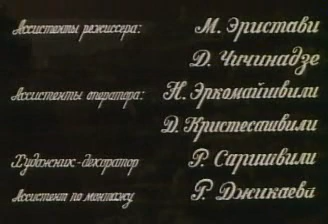 Ассистенты режиссера: М. Эристави
Д. Чичинадзе
Ассистенты оператора: Н. Эркомайшвили
Д. Кристесашвили
Художник-декоратор Р. Саришвили
Ассистент по монтажу Р. Джикаева